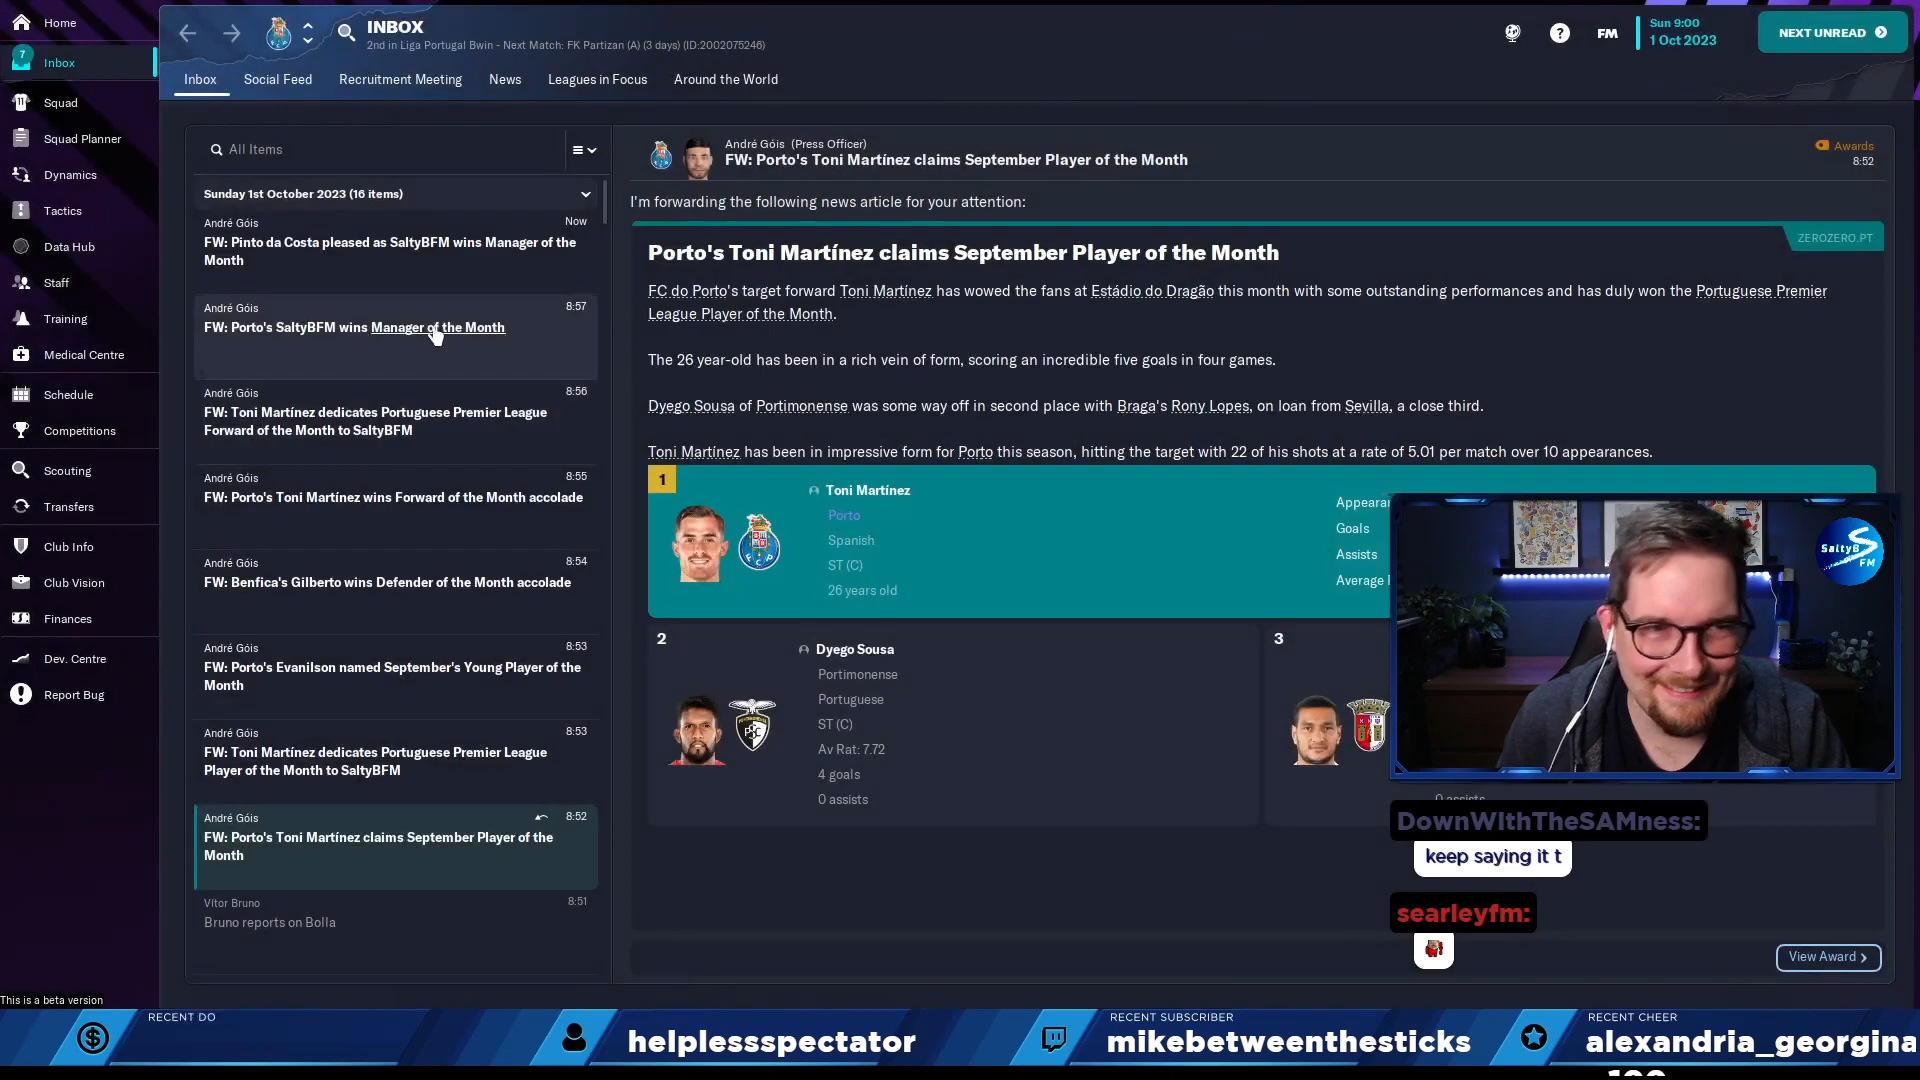 Home
INBOX
2nd in Liga Portugal Bwin - Next Match: FK Partizan (A) (3 days) (ID:2002075246)
?
FM
Sun 9:00
1 Oct 2023
NEXT UNREAD
7
Inbox
Inbox
Social Feed
Recruitment Meeting
News
Leagues in Focus
Around the World
Squad
Squad Planner
Dynamics
Tactics
Data Hub
Staff
Training
Medical Centre
Schedule
Competitions
Scouting
Transfers
Club Info
Club Vision
Finances
Dev. Centre
Report Bug
This is a beta version
All Items
Sunday 1st October 2023 (16 items)
André Góis
Now
FW: Pinto da Costa pleased as SaltyBFM wins Manager of the
Month
André Góis
8:57
FW: Porto's SaltyBFM wins Manager of the Month
André Góis
8:56
FW: Toni Martínez dedicates Portuguese Premier League
Forward of the Month to SaltyBFM
André Góis
8:55
FW: Porto's Toni Martínez wins Forward of the Month accolade
André Góis
8:54
FW: Benfica's Gilberto wins Defender of the Month accolade
André Góis
8:53
FW: Porto's Evanilson named September's Young Player of the
Month
André Góis
8:53
FW: Toni Martínez dedicates Portuguese Premier League
Player of the Month to SaltyBFM
André Góis
8:52
FW: Porto's Toni Martínez claims September Player of the
Month
Vítor Bruno
8:51
Bruno reports on Bolla
André Góis (Press Officer)
FW: Porto's Toni Martínez claims September Player of the Month
Awards
8:52
I'm forwarding the following news article for your attention:
ZEROZERO.PT
Porto's Toni Martínez claims September Player of the Month
FC do Porto's target forward Toni Martínez has wowed the fans at Estádio do Dragão this month with some outstanding performances and has duly won the Portuguese Premier
League Player of the Month.
The 26 year-old has been in a rich vein of form, scoring an incredible five goals in four games.
Dyego Sousa of Portimonense was some way off in second place with Braga's Rony Lopes, on loan from Sevilla, a close third.
Toni Martínez has been in impressive form for Porto this season, hitting the target with 22 of his shots at a rate of 5.01 per match over 10 appearances.
1
Toni Martínez
Porto
Spanish
ST (C)
26 years old
Appeara
Goals
Assists
Average
2
Dyego Sousa
Portimonense
Portuguese
ST (C)
Av Rat: 7.72
4 goals
0 assists
3
0 assists
SaltyB
FM
DownWIthTheSAMness:
keep saying it t
searleyfm:
View Award
RECENT DO
helplessspectator
RECENT SUBSCRIBER
mikebetweenthesticks
RECENT CHEER
alexandria_georgina